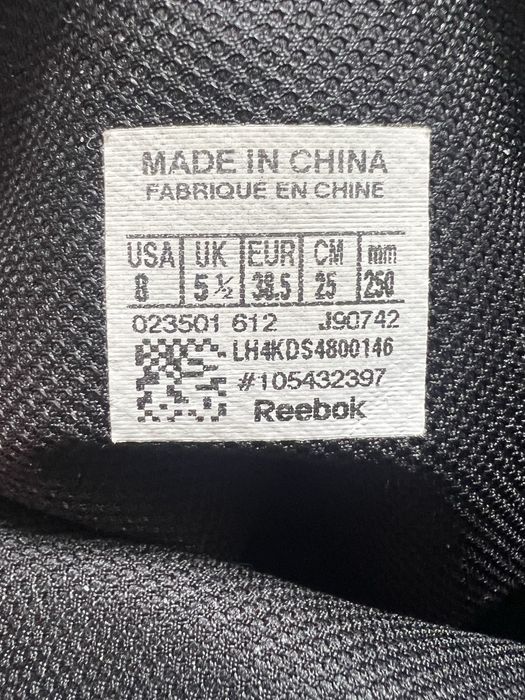 MADE IN CHINA
FABRIQUÉ EN CHINE
USA UK EUR CM mm
8 5 ½ 38.5 25 250
023501 612 J90742
LH4KDS4800146
#105432397
Reebok